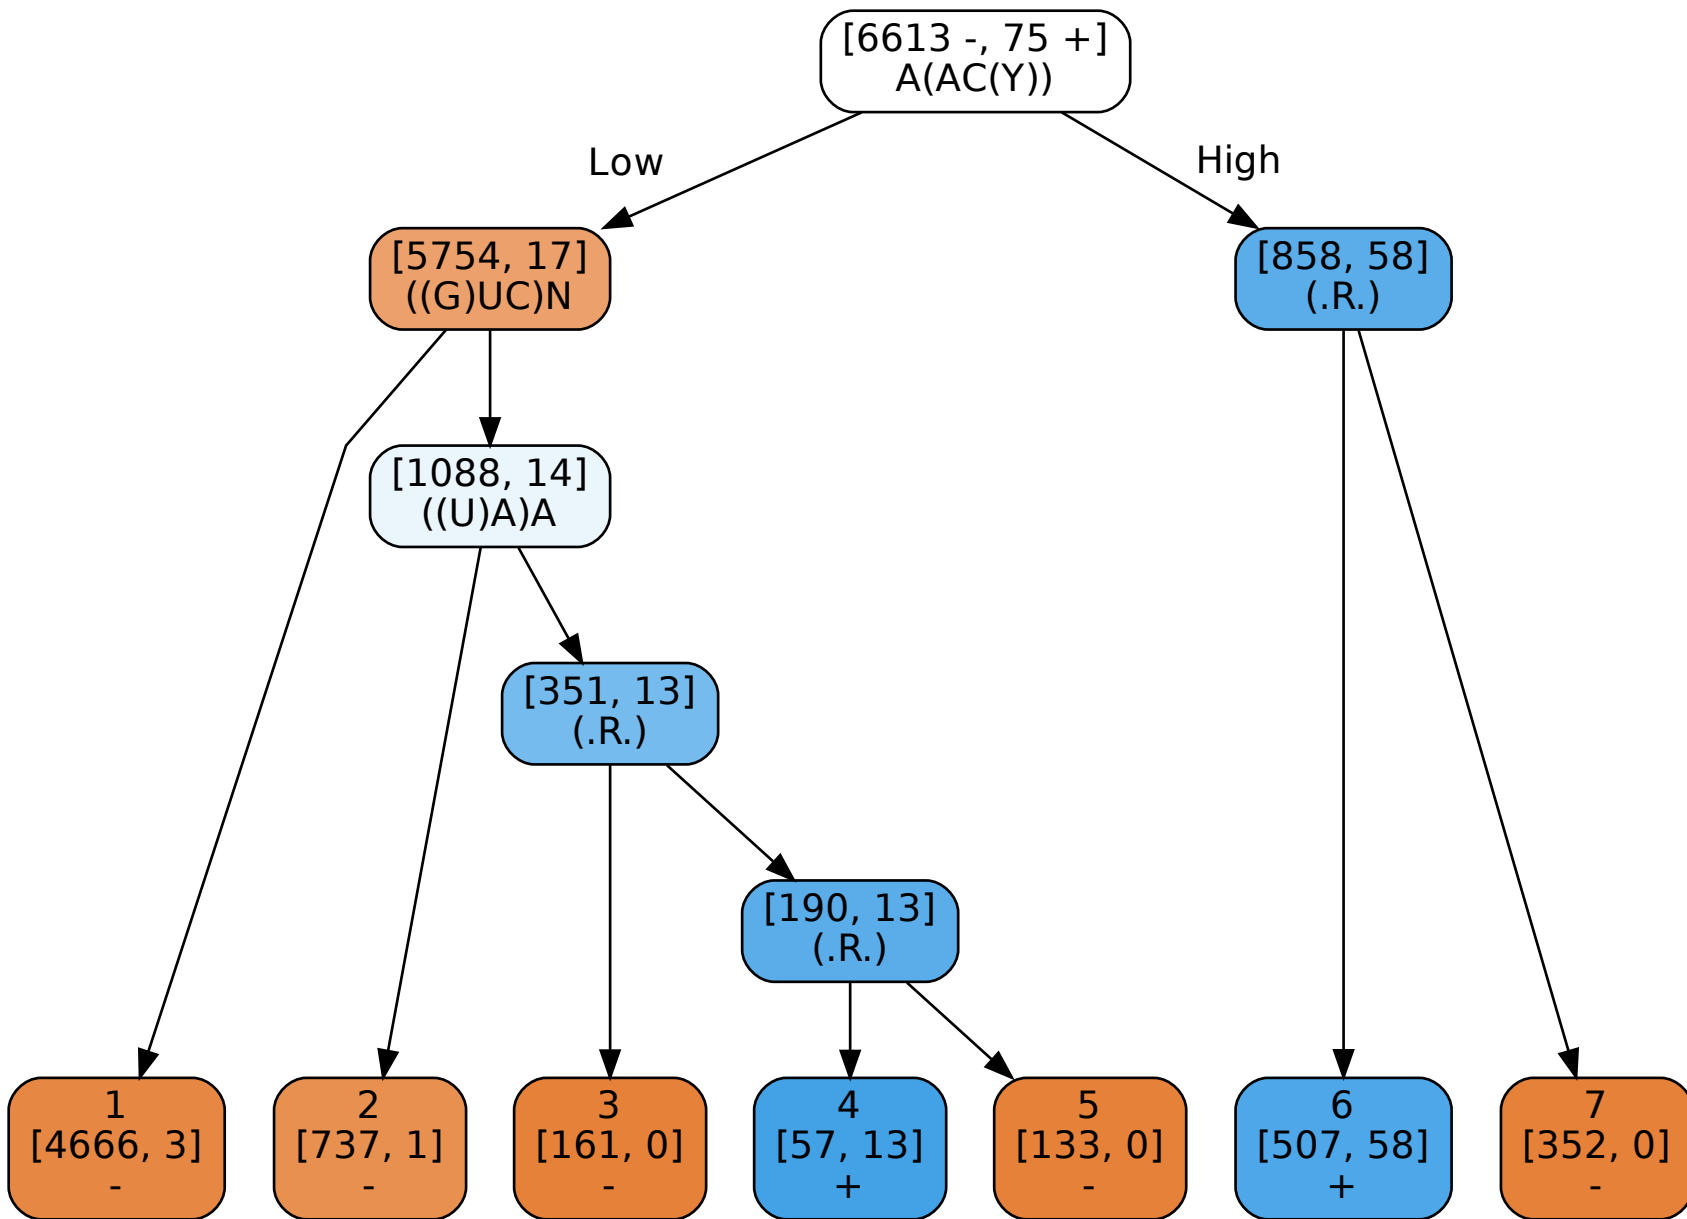 [6613 -, 75 +]
A(AC(Y))
Low
High
[5754, 17]
((G)UC)N
[858, 58]
(.R.)
[1088, 14]
((U)A)A
[351, 13]
(.R.)
[190, 13]
(.R.)
1
[4666, 3]
-
2
[737, 1]
-
3
[161, 0]
-
4
[57, 13]
+
5
[133, 0]
-
6
[507, 58]
+
7
[352, 0]
-